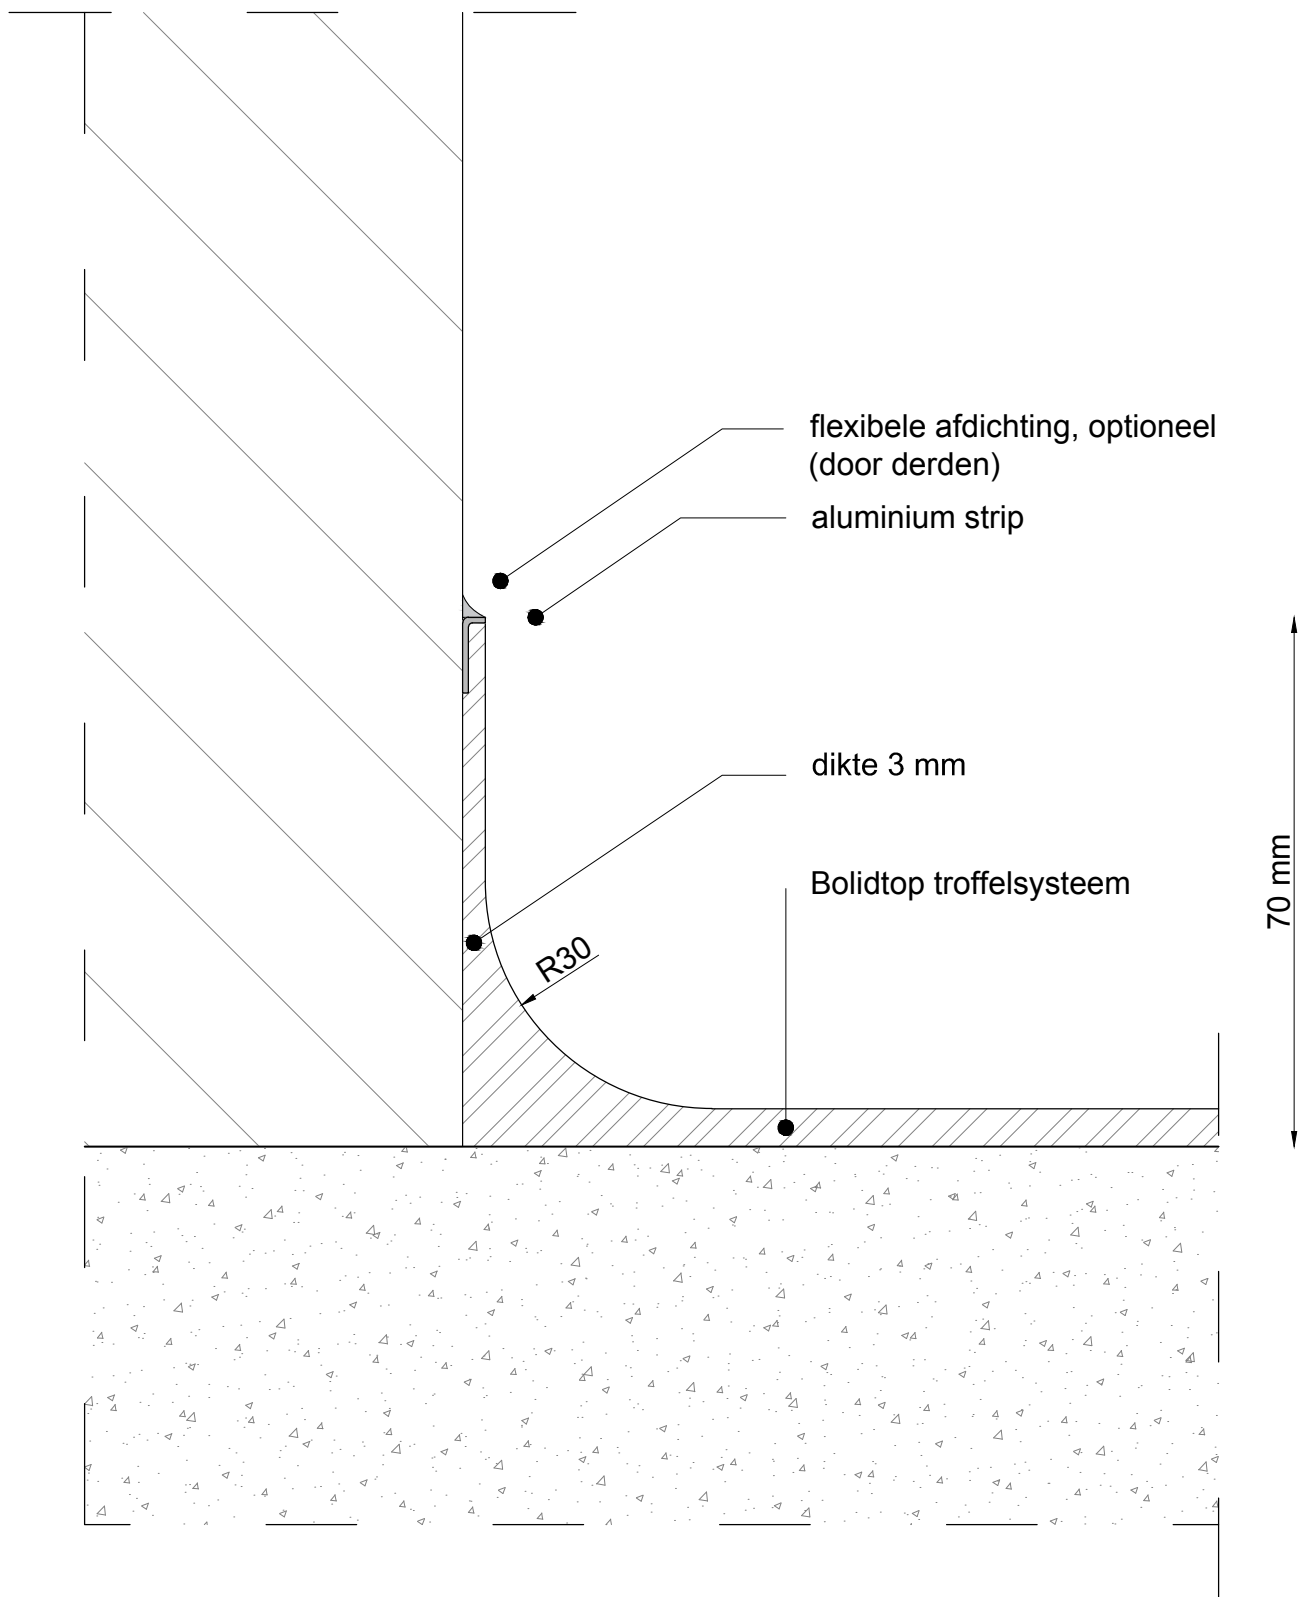 flexibele afdichting, optioneel
(door derden)
aluminium strip
dikte 3 mm
Bolidtop troffelsysteem
70 mm
R30